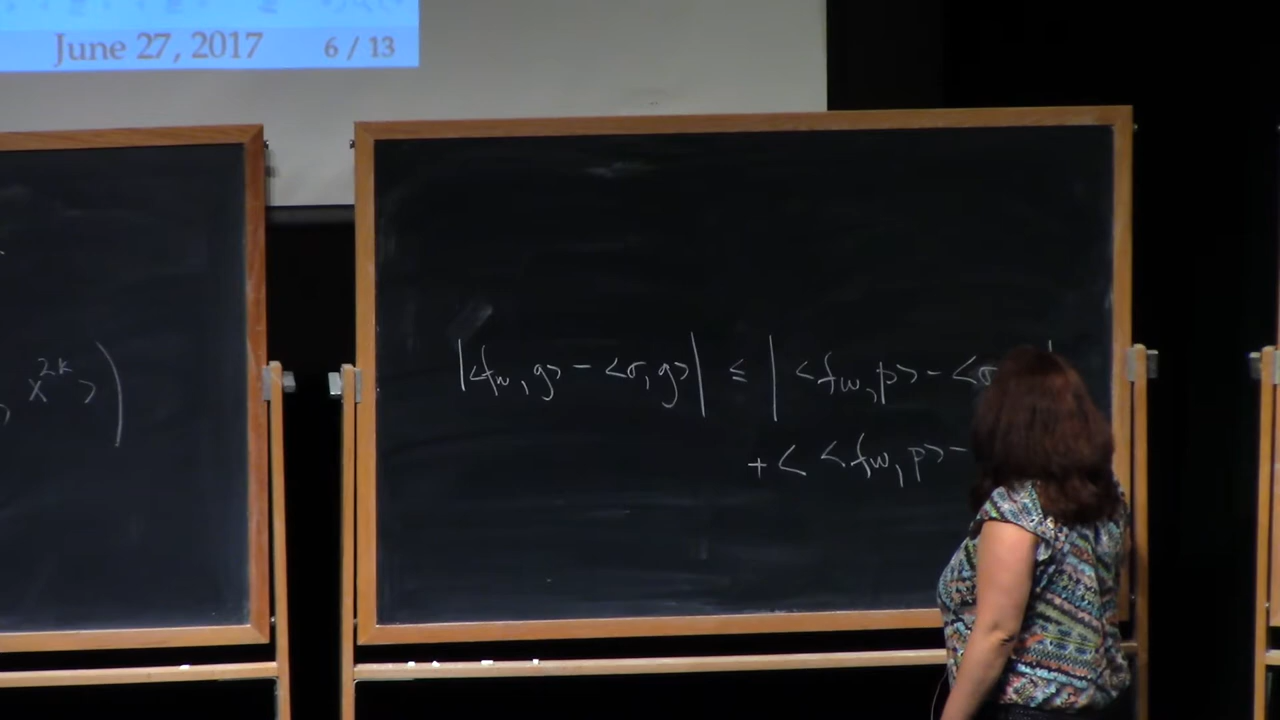 June 27, 2017 6 / 13
x^{2k} > )
|<f_w, g> - <σ, g>| ≤ | <f_w, p> - <σ
+ < <f_w, p> -